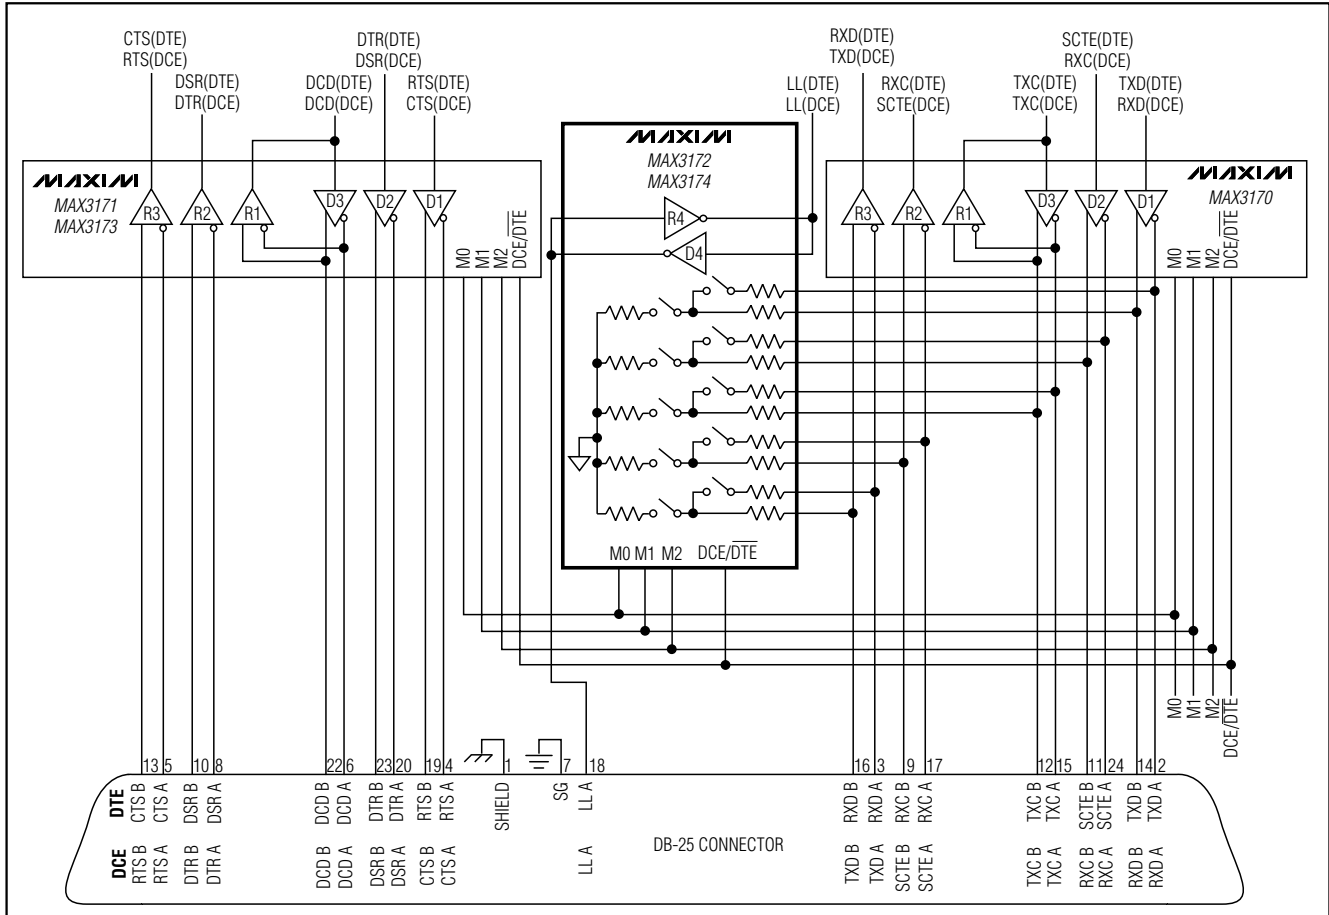 CTS(DTE)
RTS(DCE)
DSR(DTE)
DTR(DCE)
DCD(DTE)
DCD(DCE)
DTR(DTE)
DSR(DCE)
RTS(DTE)
CTS(DCE)
LL(DTE)
LL(DCE)
RXD(DTE)
TXD(DCE)
RXC(DTE)
SCTE(DCE)
TXC(DTE)
TXC(DCE)
SCTE(DTE)
RXC(DCE)
TXD(DTE)
RXD(DCE)
MAXIM
MAX3171
MAX3173
R3
R2
R1
D3
D2
D1
M0
M1
M2
DCE/DTE
MAXIM
MAX3172
MAX3174
R4
D4
M0 M1 M2 DCE/DTE
MAXIM
MAX3170
R3
R2
R1
D3
D2
D1
M0
M1
M2
DCE/DTE
M0
M1
M2
DCE/DTE
13 5 10 8 22 6 23 20 19 4 1 7 18 16 3 9 17 12 15 11 24 14 2
DTE
CTS B
CTS A
DSR B
DSR A
DCD B
DCD A
DTR B
DTR A
RTS B
RTS A
SHIELD
SG
LL A
RXD B
RXD A
RXC B
RXC A
TXC B
TXC A
SCTE B
SCTE A
TXD B
TXD A
DB-25 CONNECTOR
DCE
RTS B
RTS A
DTR B
DTR A
DCD B
DCD A
DSR B
DSR A
CTS B
CTS A
LL A
TXD B
TXD A
SCTE B
SCTE A
TXC B
TXC A
RXC B
RXC A
RXD B
RXD A